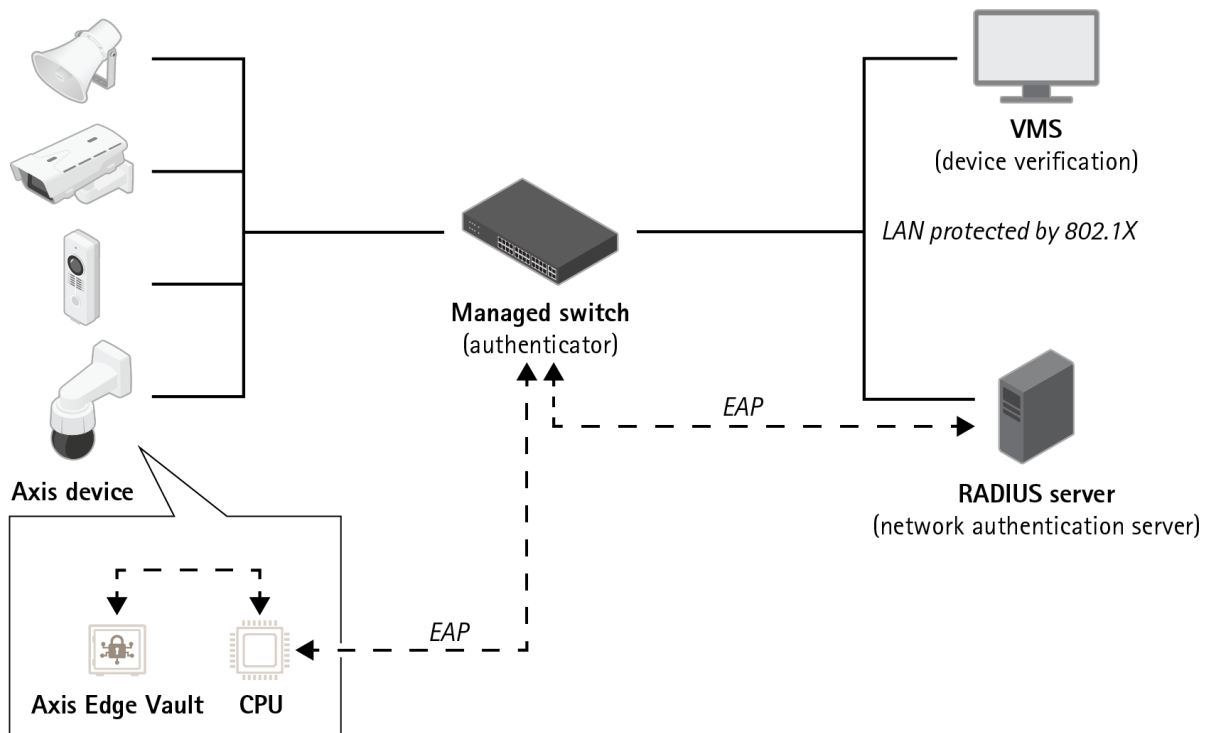 VMS
(device verification)
LAN protected by 802.1X
Managed switch
(authenticator)
EAP
Axis device
RADIUS server
(network authentication server)
EAP
Axis Edge Vault
CPU